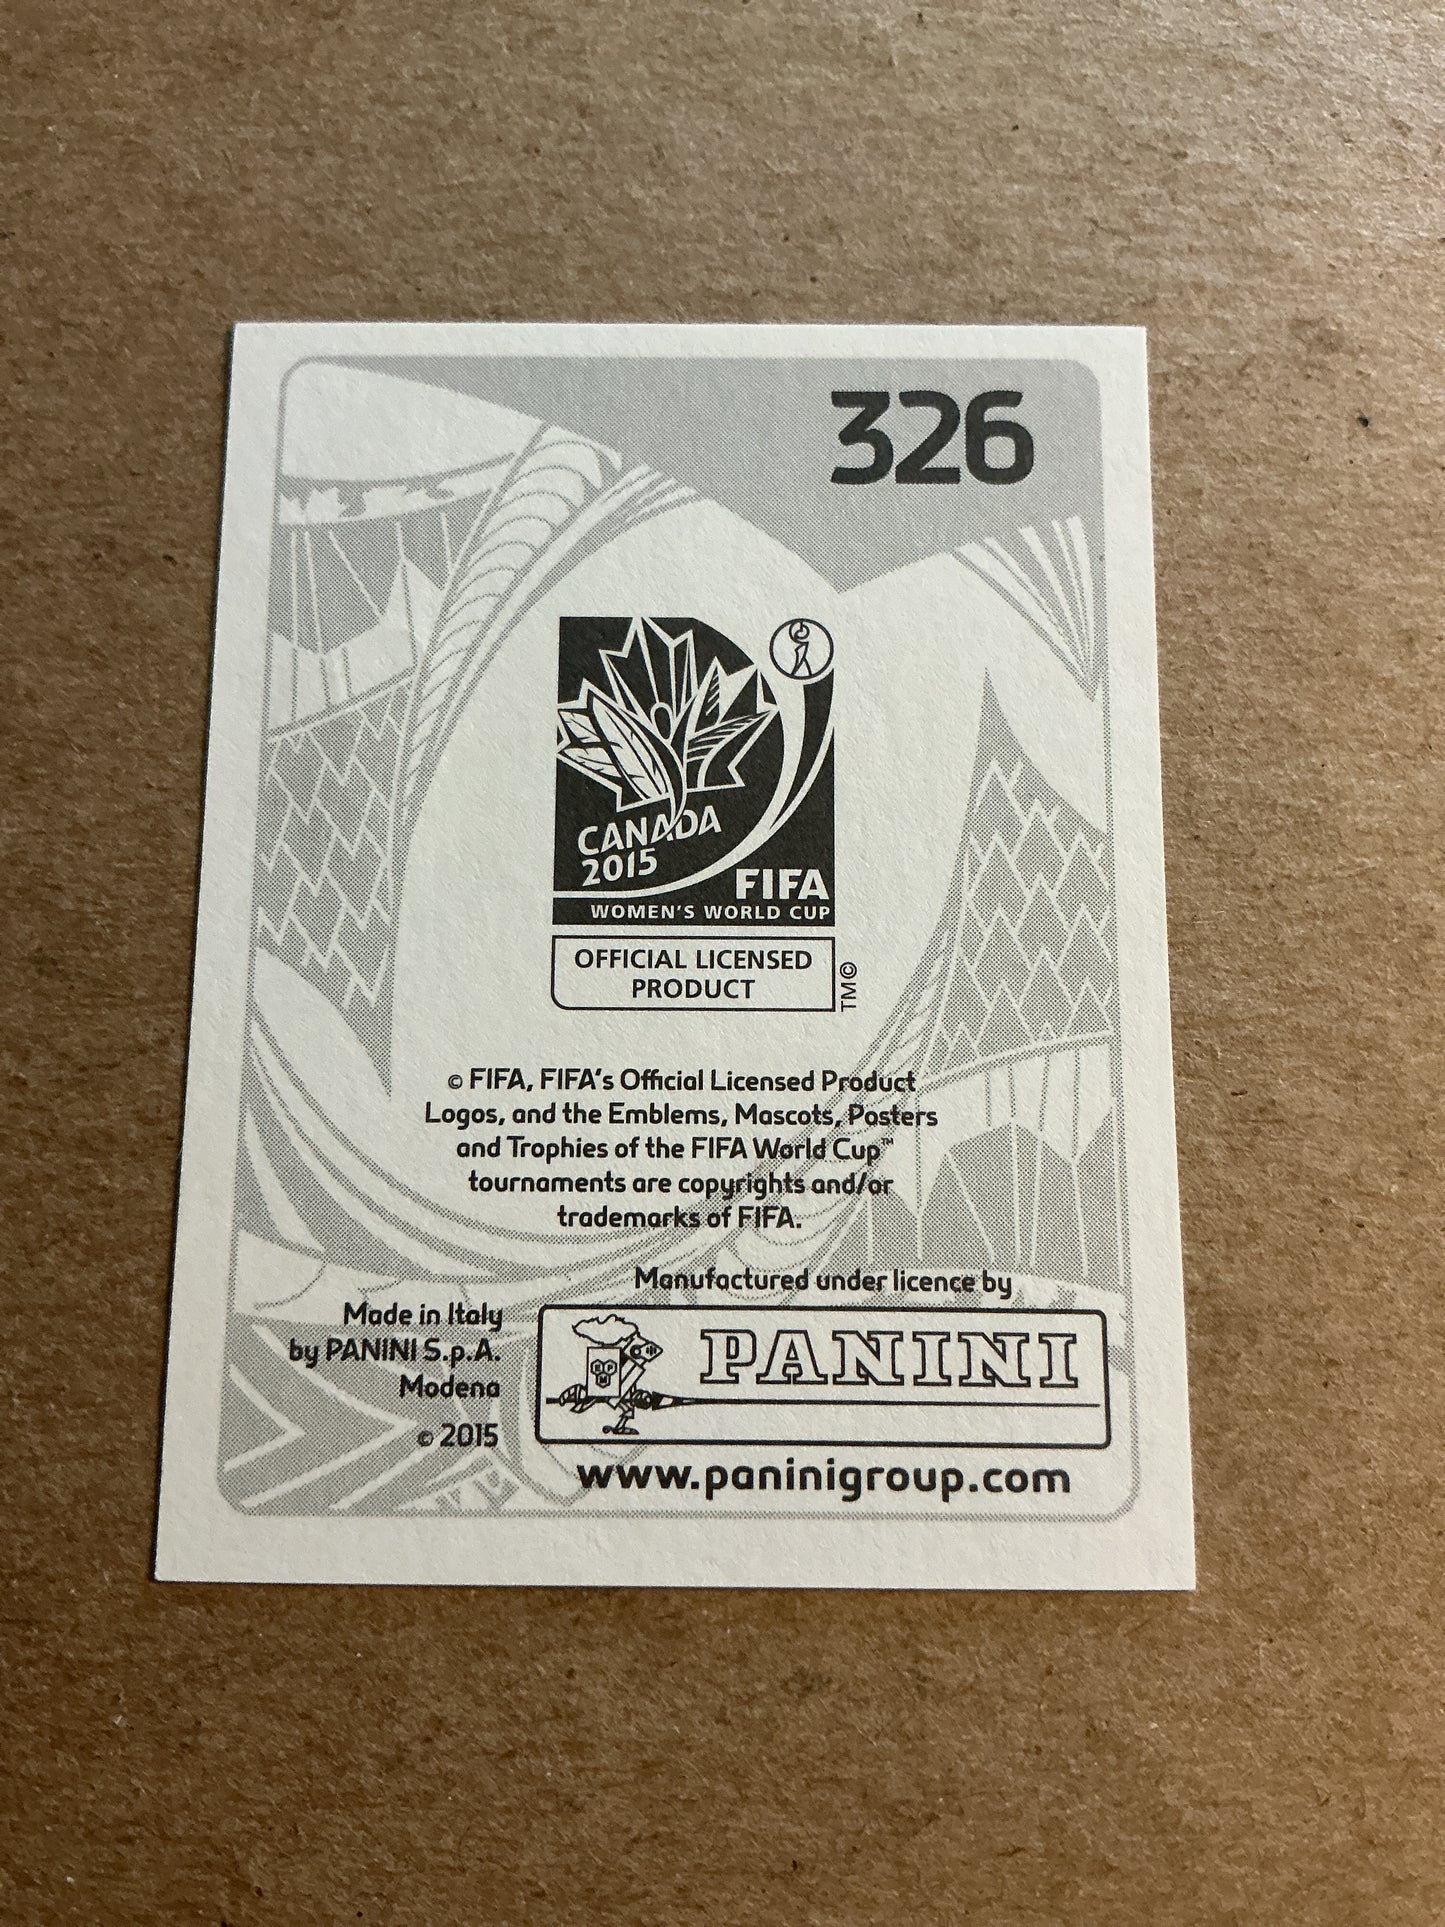 326
CANADA
2015
FIFA
WOMEN'S WORLD CUP
OFFICIAL LICENSED
PRODUCT
TM©
© FIFA, FIFA's Official Licensed Product
Logos, and the Emblems, Mascots, Posters
and Trophies of the FIFA World Cup™
tournaments are copyrights and/or
trademarks of FIFA.
Manufactured under licence by
Made in Italy
by PANINI S.p.A.
Modena
© 2015
PANINI
www.paninigroup.com